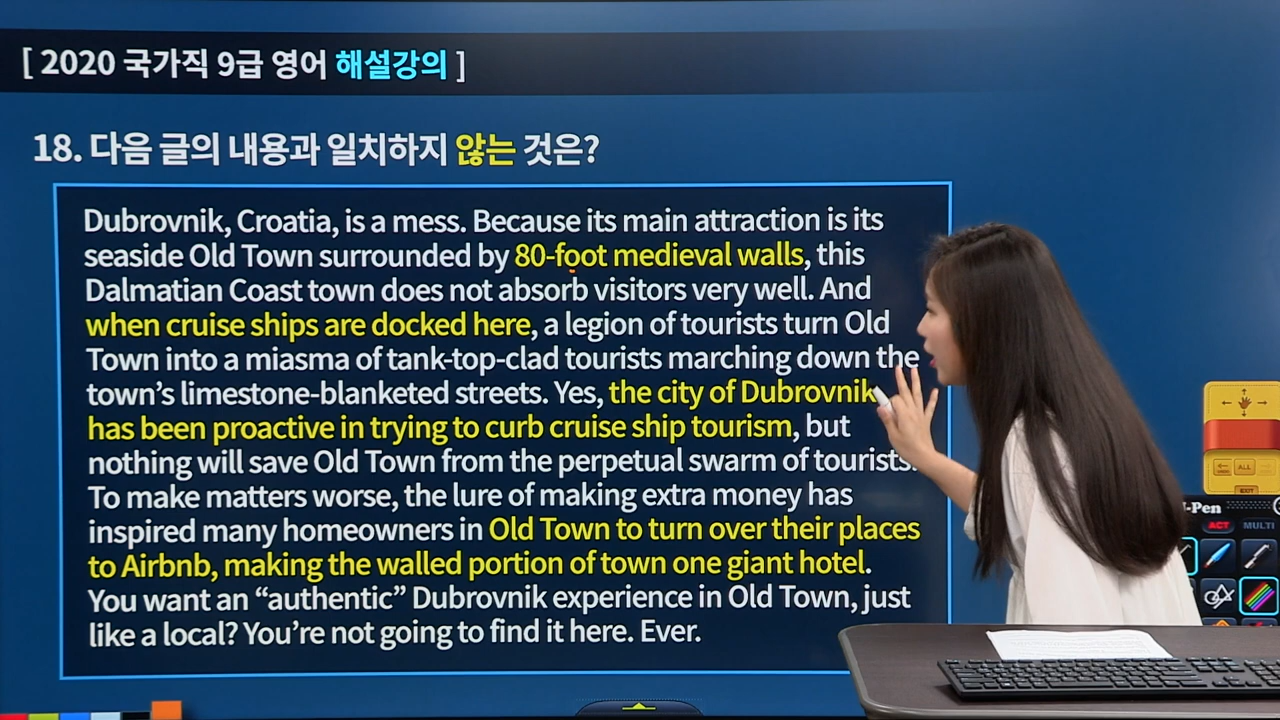 [ 2020 국가직 9급 영어 해설강의 ]
18. 다음 글의 내용과 일치하지 않는 것은?
Dubrovnik, Croatia, is a mess. Because its main attraction is its
seaside Old Town surrounded by 80-foot medieval walls, this
Dalmatian Coast town does not absorb visitors very well. And
when cruise ships are docked here, a legion of tourists turn Old
Town into a miasma of tank-top-clad tourists marching down the
town’s limestone-blanketed streets. Yes, the city of Dubrovnik
has been proactive in trying to curb cruise ship tourism, but
nothing will save Old Town from the perpetual swarm of tourists.
To make matters worse, the lure of making extra money has
inspired many homeowners in Old Town to turn over their places
to Airbnb, making the walled portion of town one giant hotel.
You want an “authentic” Dubrovnik experience in Old Town, just
like a local? You’re not going to find it here. Ever.
ALL
EXIT
-Pen
ACT MULTI